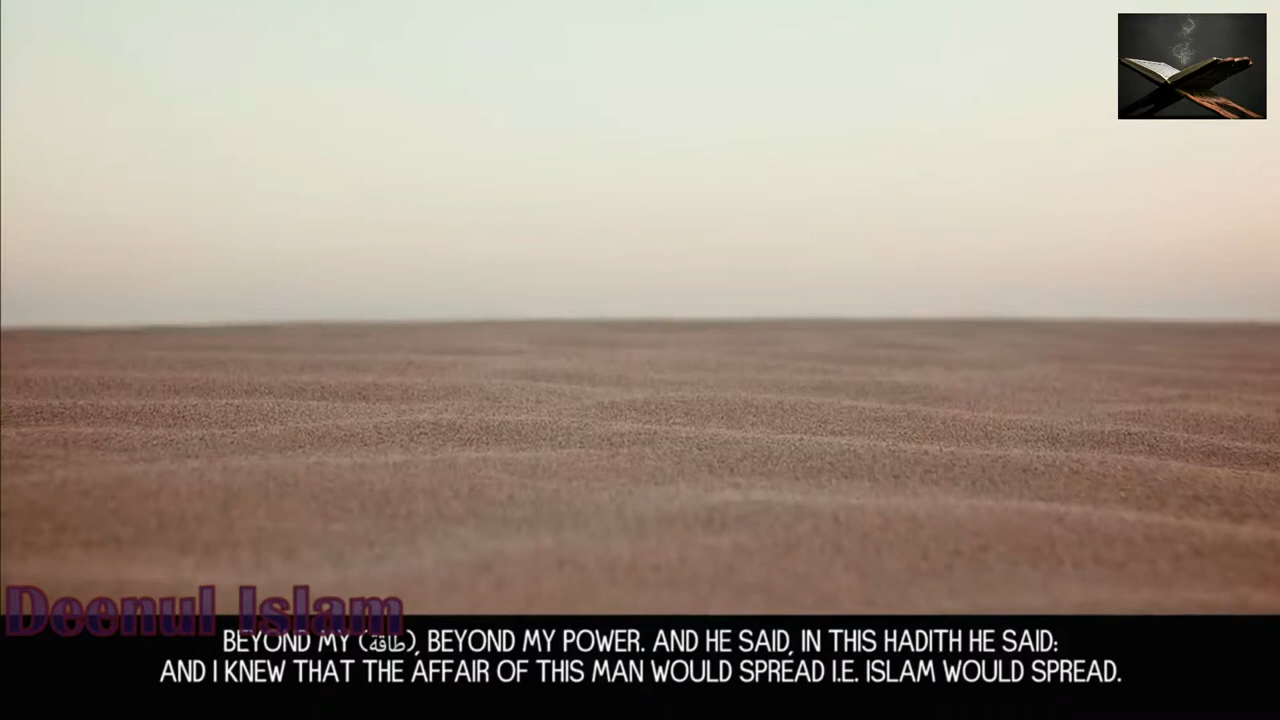 Deenul Islam
BEYOND MY (طاقة), BEYOND MY POWER. AND HE SAID, IN THIS HADITH HE SAID:
AND I KNEW THAT THE AFFAIR OF THIS MAN WOULD SPREAD I.E. ISLAM WOULD SPREAD.